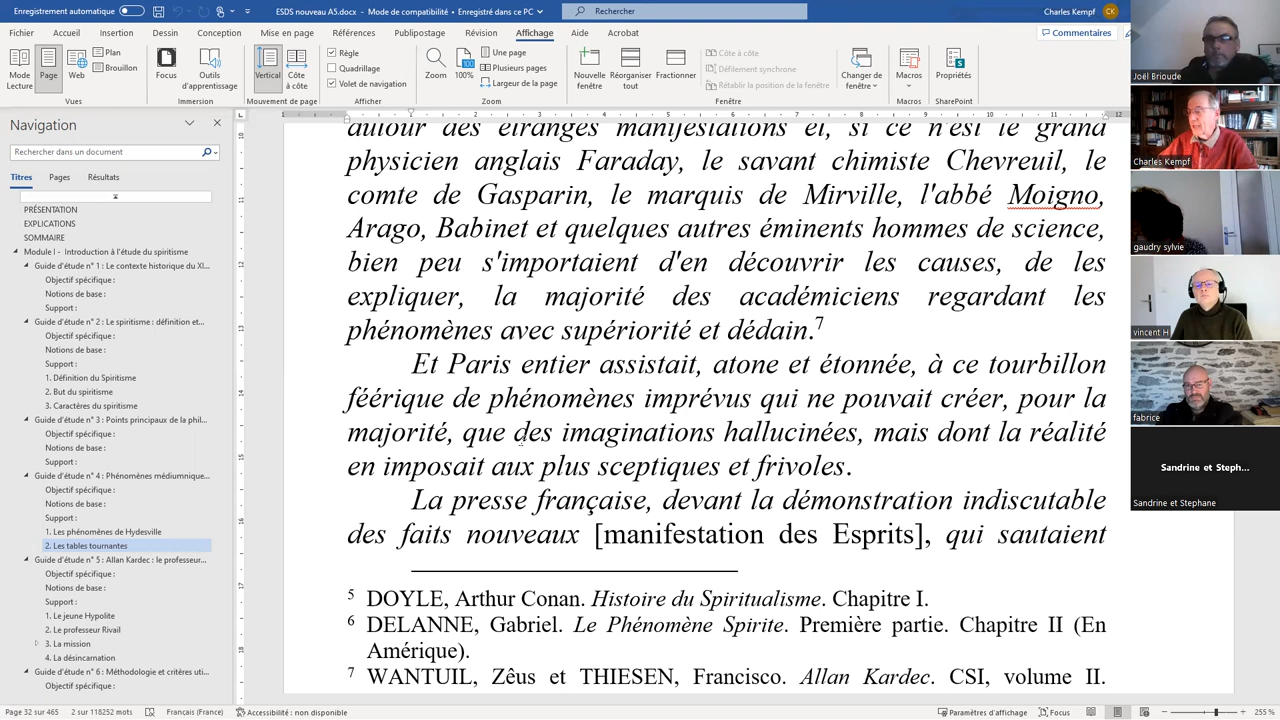 Enregistrement automatique
ESDS nouveau A5.docx - Mode de compatibilité • Enregistré dans ce PC
Rechercher
Charles Kempf
CK
Fichier Accueil Insertion Dessin Conception Mise en page Références Publipostage Révision Affichage Aide Acrobat
Commentaires
Mode Lecture
Page
Web
Plan
Brouillon
Vues
Focus
Outils d'apprentissage
Immersion
Vertical
Côte à côte
Mouvement de page
Règle
Quadrillage
Volet de navigation
Afficher
Zoom
100%
Une page
Plusieurs pages
Largeur de la page
Zoom
Nouvelle fenêtre
Réorganiser tout
Fractionner
Côte à côte
Défilement synchrone
Rétablir la position de la fenêtre
Fenêtre
Changer de fenêtre
Macros
Macros
Propriétés
SharePoint
Navigation
Rechercher dans un document
Titres Pages Résultats
PRÉSENTATION
EXPLICATIONS
SOMMAIRE
Module I - Introduction à l'étude du spiritisme
Guide d'étude n° 1 : Le contexte historique du XI...
Objectif spécifique :
Notions de base :
Support :
Guide d'étude n° 2 : Le spiritisme : définition et...
Objectif spécifique :
Notions de base :
Support :
1. Définition du Spiritisme
2. But du spiritisme
3. Caractères du spiritisme
Guide d'étude n° 3 : Points principaux de la phil...
Objectif spécifique :
Notions de base :
Support :
Guide d'étude n° 4 : Phénomènes médiumnique...
Objectif spécifique :
Notions de base :
Support :
1. Les phénomènes de Hydesville
2. Les tables tournantes
Guide d'étude n° 5 : Allan Kardec : le professeur...
Objectif spécifique :
Notions de base :
Support :
1. Le jeune Hypolite
2. Le professeur Rivail
3. La mission
4. La désincarnation
Guide d'étude n° 6 : Méthodologie et critères uti...
Objectif spécifique :
autour des étranges manifestations et, si ce n'est le grand
physicien anglais Faraday, le savant chimiste Chevreuil, le
comte de Gasparin, le marquis de Mirville, l'abbé Moigno,
Arago, Babinet et quelques autres éminents hommes de science,
bien peu s'importaient d'en découvrir les causes, de les
expliquer, la majorité des académiciens regardant les
phénomènes avec supériorité et dédain.7
Et Paris entier assistait, atone et étonnée, à ce tourbillon
féérique de phénomènes imprévus qui ne pouvait créer, pour la
majorité, que des imaginations hallucinées, mais dont la réalité
en imposait aux plus sceptiques et frivoles.
La presse française, devant la démonstration indiscutable
des faits nouveaux [manifestation des Esprits], qui sautaient
5 DOYLE, Arthur Conan. Histoire du Spiritualisme. Chapitre I.
6 DELANNE, Gabriel. Le Phénomène Spirite. Première partie. Chapitre II (En
Amérique).
7 WANTUIL, Zêus et THIESEN, Francisco. Allan Kardec. CSI, volume II.
Joël Brioude
Charles Kempf
gaudry sylvie
vincent H
fabrice
Sandrine et Steph...
Sandrine et Stephane
Page 32 sur 465
2 sur 118252 mots
Français (France)
Accessibilité : non disponible
Paramètres d'affichage
Focus
255 %